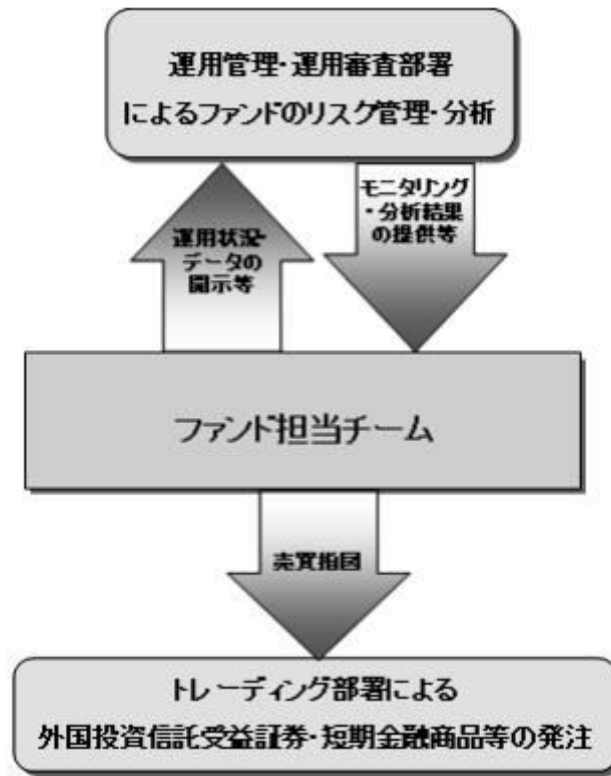 運用管理・運用審査部署
によるファンドのリスク管理・分析
運用状況・
データの
開示等
モニタリング
・分析結果
の提供等
ファンド担当チーム
売買指図
トレーディング部署による
外国投資信託受益証券・短期金融商品等の発注